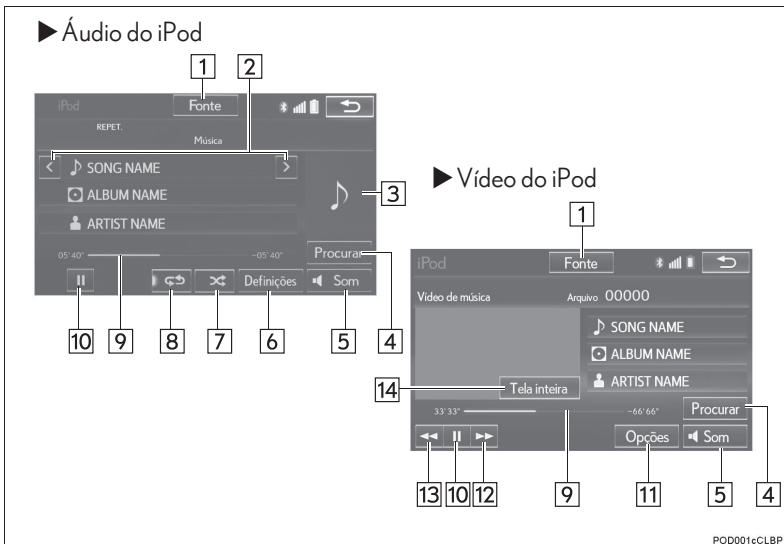 ▶ Áudio do iPod
1 2
iPod Fonte
REPET.
Música
SONG NAME
ALBUM NAME
ARTIST NAME
3
05'40" -05'40" Procurar
Definições Som
10 9 8 7 6 5 4
▶ Vídeo do iPod
1
iPod Fonte
Vídeo de música Arquivo 00000
SONG NAME
ALBUM NAME
ARTIST NAME
14 Tela inteira
33'33" -66'66" Procurar
Opções Som
13 10 12 9 11 5 4
POD001cCLBP